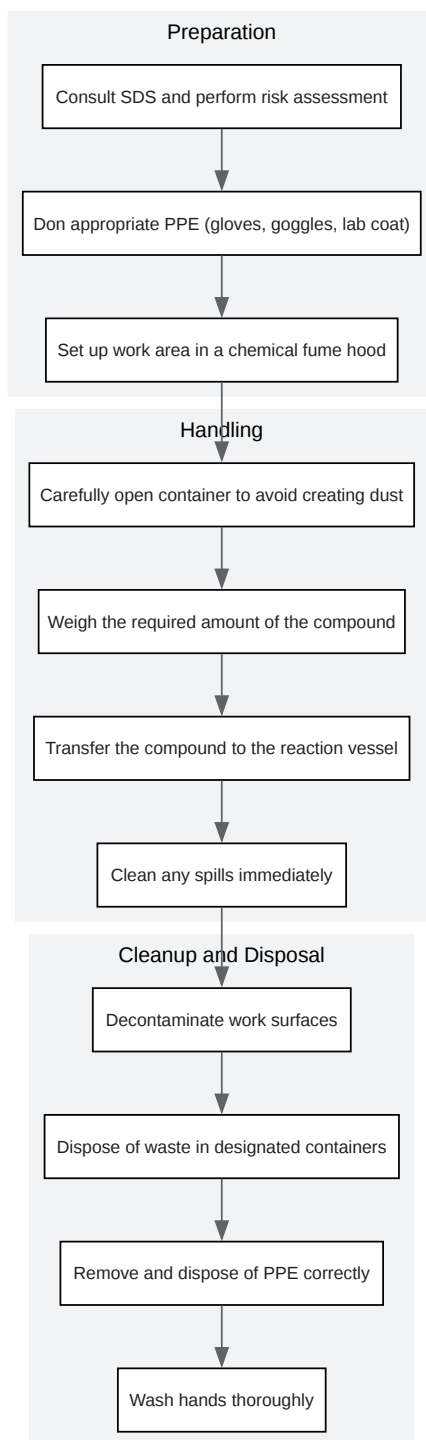 Preparation
Consult SDS and perform risk assessment
Don appropriate PPE (gloves, goggles, lab coat)
Set up work area in a chemical fume hood
Handling
Carefully open container to avoid creating dust
Weigh the required amount of the compound
Transfer the compound to the reaction vessel
Clean any spills immediately
Cleanup and Disposal
Decontaminate work surfaces
Dispose of waste in designated containers
Remove and dispose of PPE correctly
Wash hands thoroughly